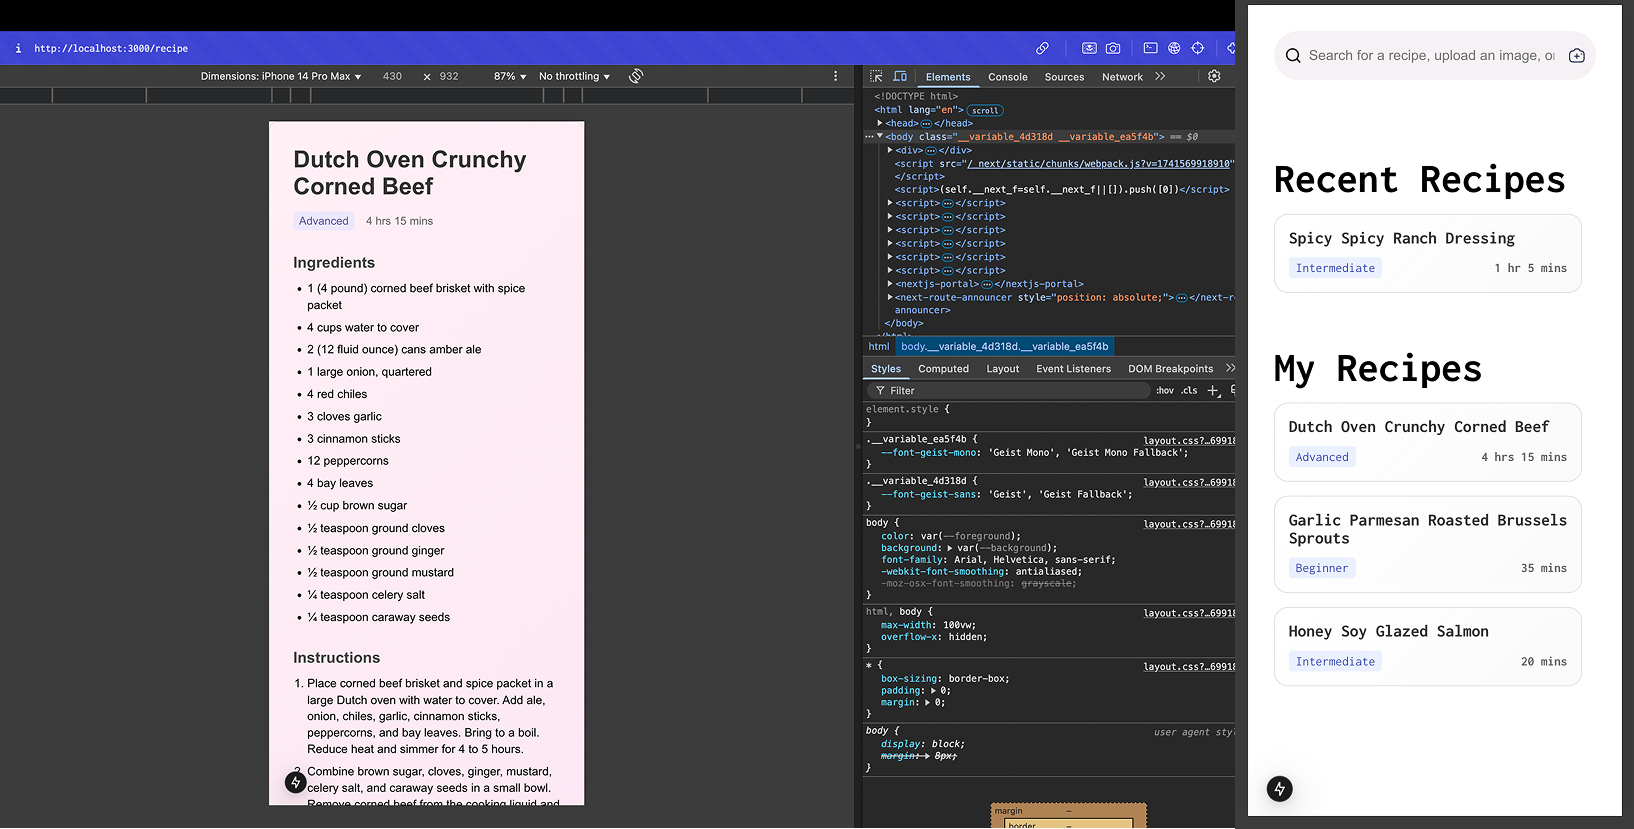 i http://localhost:3000/recipe
Dimensions: iPhone 14 Pro Max ▼ 430 × 932 87% ▼ No throttling ▼
Dutch Oven Crunchy
Corned Beef
Advanced 4 hrs 15 mins
Ingredients
• 1 (4 pound) corned beef brisket with spice
packet
• 4 cups water to cover
• 2 (12 fluid ounce) cans amber ale
• 1 large onion, quartered
• 4 red chiles
• 3 cloves garlic
• 3 cinnamon sticks
• 12 peppercorns
• 4 bay leaves
• ½ cup brown sugar
• ½ teaspoon ground cloves
• ½ teaspoon ground ginger
• ½ teaspoon ground mustard
• ¼ teaspoon celery salt
• ¼ teaspoon caraway seeds
Instructions
1. Place corned beef brisket and spice packet in a
large Dutch oven with water to cover. Add ale,
onion, chiles, garlic, cinnamon sticks,
peppercorns, and bay leaves. Bring to a boil.
Reduce heat and simmer for 4 to 5 hours.
2. Combine brown sugar, cloves, ginger, mustard,
celery salt, and caraway seeds in a small bowl.
Remove corned beef from the cooking liquid and
Elements Console Sources Network
<!DOCTYPE html>
<html lang="en"> scroll
▶<head>…</head>
…▼<body class="__variable_4d318d __variable_ea5f4b"> == $0
▶<div>…</div>
<script src="/_next/static/chunks/webpack.js?v=1741569918910"
</script>
<script>(self.__next_f=self.__next_f||[]).push([0])</script>
▶<script>…</script>
▶<script>…</script>
▶<script>…</script>
▶<script>…</script>
▶<script>…</script>
▶<script>…</script>
▶<nextjs-portal>…</nextjs-portal>
▶<next-route-announcer style="position: absolute;">…</next-r
announcer>
</body>
</html>
html body.__variable_4d318d.__variable_ea5f4b
Styles Computed Layout Event Listeners DOM Breakpoints
Filter :hov .cls
element.style {
}
.__variable_ea5f4b { layout.css?…69918
--font-geist-mono: 'Geist Mono', 'Geist Mono Fallback';
}
.__variable_4d318d { layout.css?…69918
--font-geist-sans: 'Geist', 'Geist Fallback';
}
body { layout.css?…69918
color: var(--foreground);
background: ▶ var(--background);
font-family: Arial, Helvetica, sans-serif;
-webkit-font-smoothing: antialiased;
-moz-osx-font-smoothing: grayscale;
}
html, body { layout.css?…69918
max-width: 100vw;
overflow-x: hidden;
}
* { layout.css?…69918
box-sizing: border-box;
padding: ▶ 0;
margin: ▶ 0;
}
body { user agent styl
display: block;
margin: ▶ 8px;
}
margin –
border –
Search for a recipe, upload an image, or
Recent Recipes
Spicy Spicy Ranch Dressing
Intermediate 1 hr 5 mins
My Recipes
Dutch Oven Crunchy Corned Beef
Advanced 4 hrs 15 mins
Garlic Parmesan Roasted Brussels
Sprouts
Beginner 35 mins
Honey Soy Glazed Salmon
Intermediate 20 mins